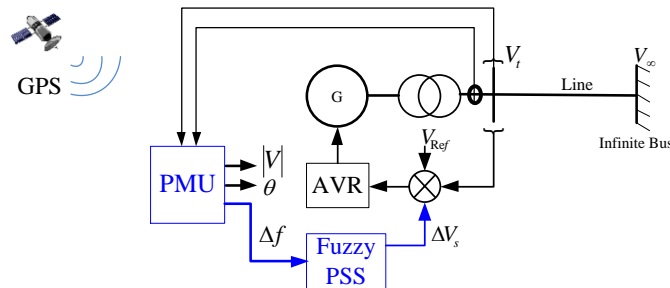 GPS
V_t
V_∞
G
Line
V_Ref
Infinite Bus
|V|
PMU
θ
AVR
Δf
Fuzzy
PSS
ΔV_s